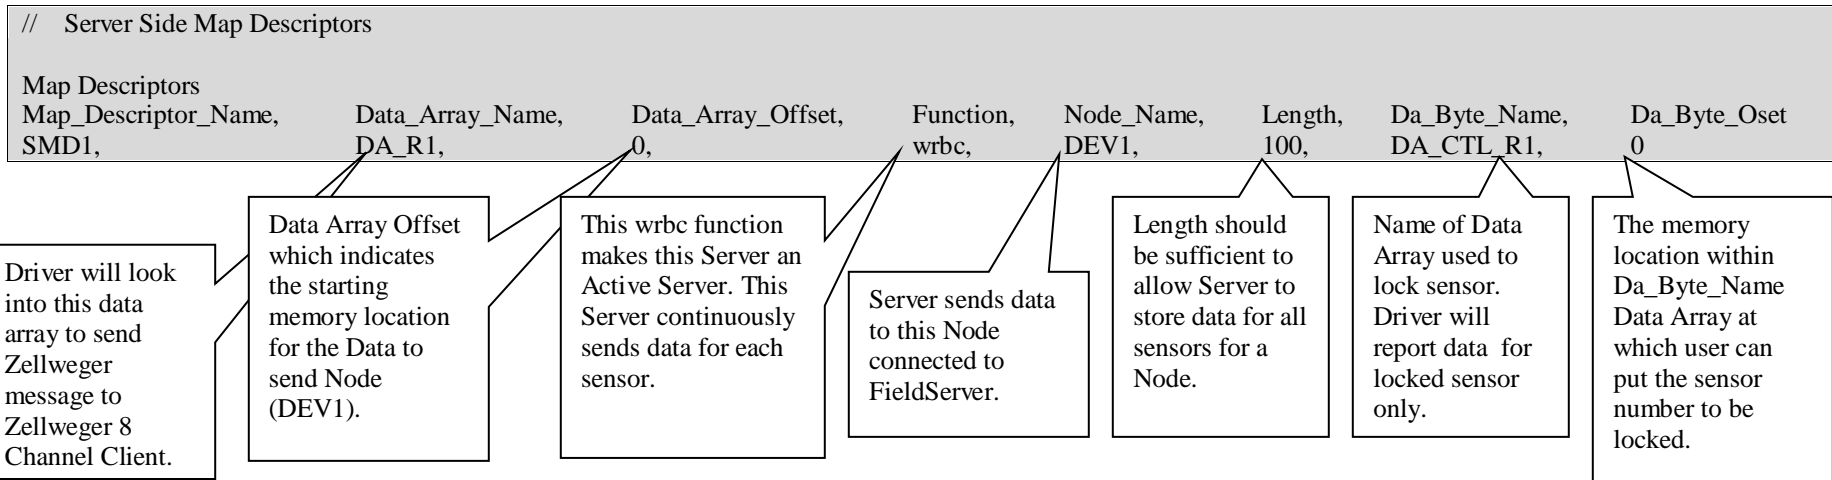 //    Server Side Map Descriptors
Map Descriptors
Map_Descriptor_Name, Data_Array_Name, Data_Array_Offset, Function, Node_Name, Length, Da_Byte_Name, Da_Byte_Oset
SMD1, DA_R1, 0, wrbc, DEV1, 100, DA_CTL_R1, 0
Driver will look
into this data
array to send
Zellweger
message to
Zellweger 8
Channel Client.
Data Array Offset
which indicates
the starting
memory location
for the Data to
send Node
(DEV1).
This wrbc function
makes this Server an
Active Server. This
Server continuously
sends data for each
sensor.
Server sends data
to this Node
connected to
FieldServer.
Length should
be sufficient to
allow Server to
store data for all
sensors for a
Node.
Name of Data
Array used to
lock sensor.
Driver will
report data  for
locked sensor
only.
The memory
location within
Da_Byte_Name
Data Array at
which user can
put the sensor
number to be
locked.